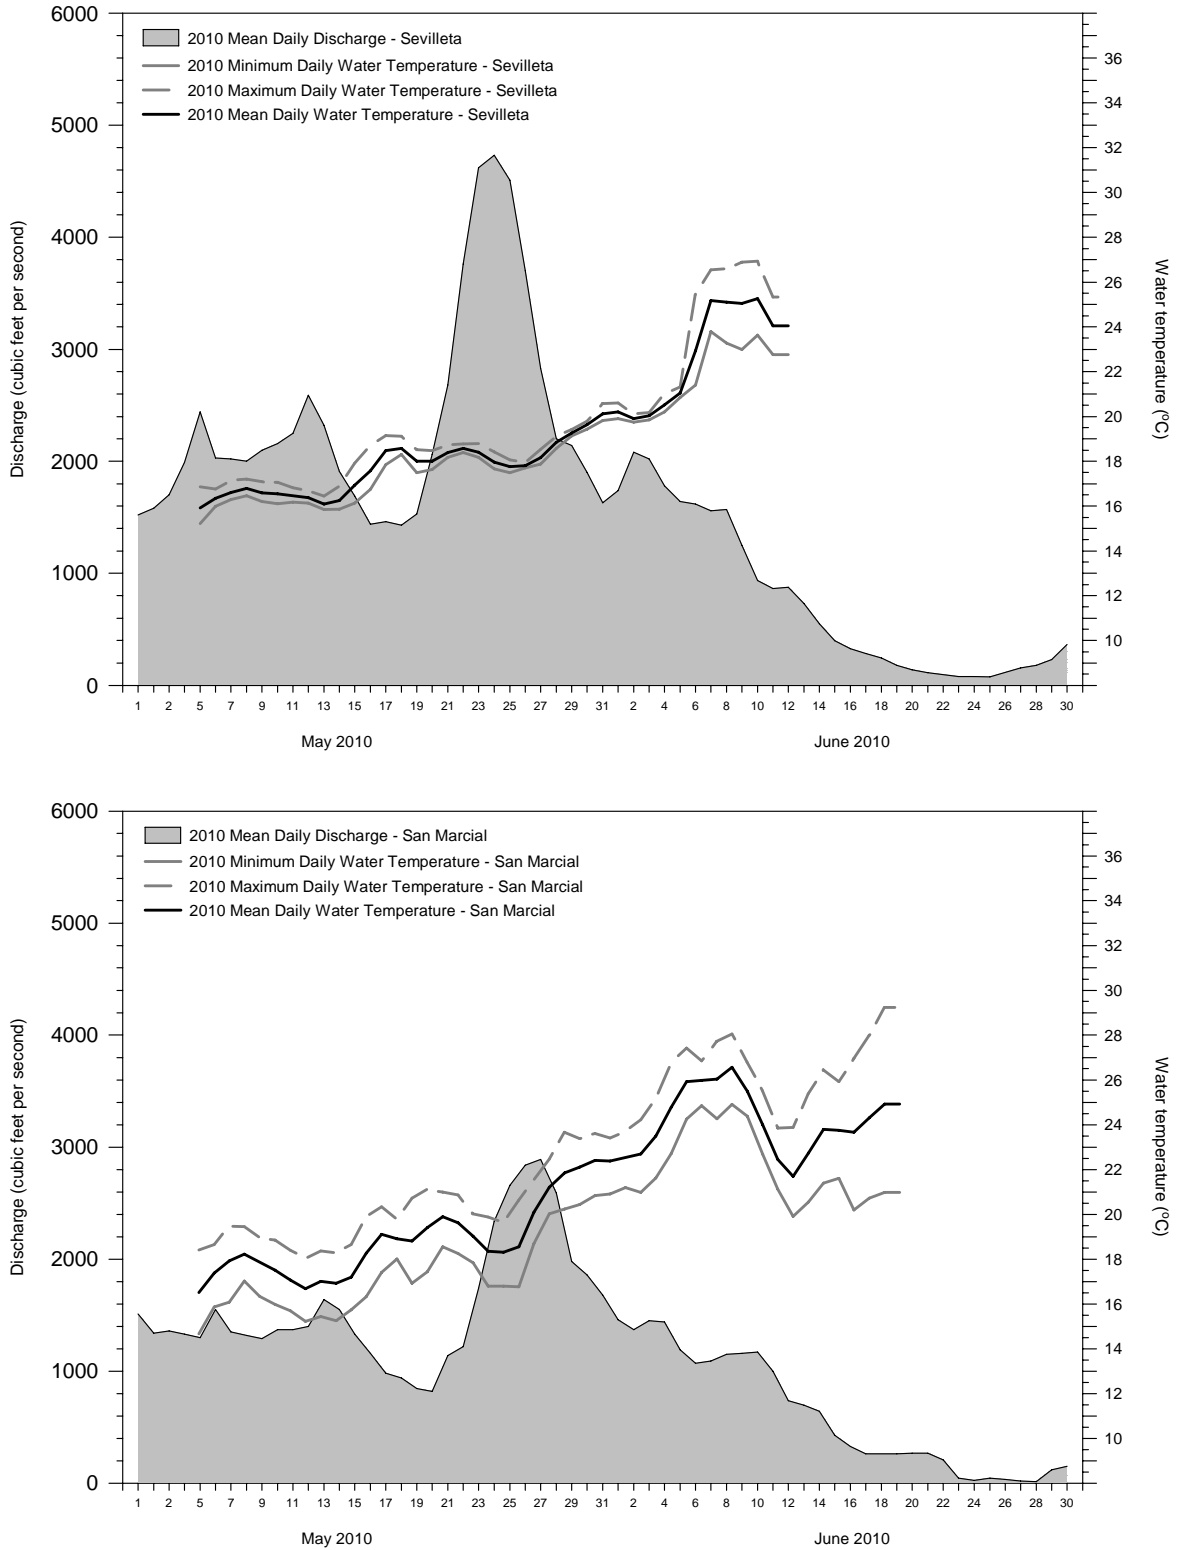 6000
5000
4000
3000
2000
1000
0
Discharge (cubic feet per second)
2010 Mean Daily Discharge - Sevilleta
2010 Minimum Daily Water Temperature - Sevilleta
2010 Maximum Daily Water Temperature - Sevilleta
2010 Mean Daily Water Temperature - Sevilleta
36
34
32
30
28
26
24
22
20
18
16
14
12
10
Water temperature (ºC)
1 2 5 7 9 11 13 15 17 19 21 23 25 27 29 31 2 4 6 8 10 12 14 16 18 20 22 24 26 28 30
May 2010 June 2010
6000
5000
4000
3000
2000
1000
0
Discharge (cubic feet per second)
2010 Mean Daily Discharge - San Marcial
2010 Minimum Daily Water Temperature - San Marcial
2010 Maximum Daily Water Temperature - San Marcial
2010 Mean Daily Water Temperature - San Marcial
36
34
32
30
28
26
24
22
20
18
16
14
12
10
Water temperature (ºC)
1 2 5 7 9 11 13 15 17 19 21 23 25 27 29 31 2 4 6 8 10 12 14 16 18 20 22 24 26 28 30
May 2010 June 2010